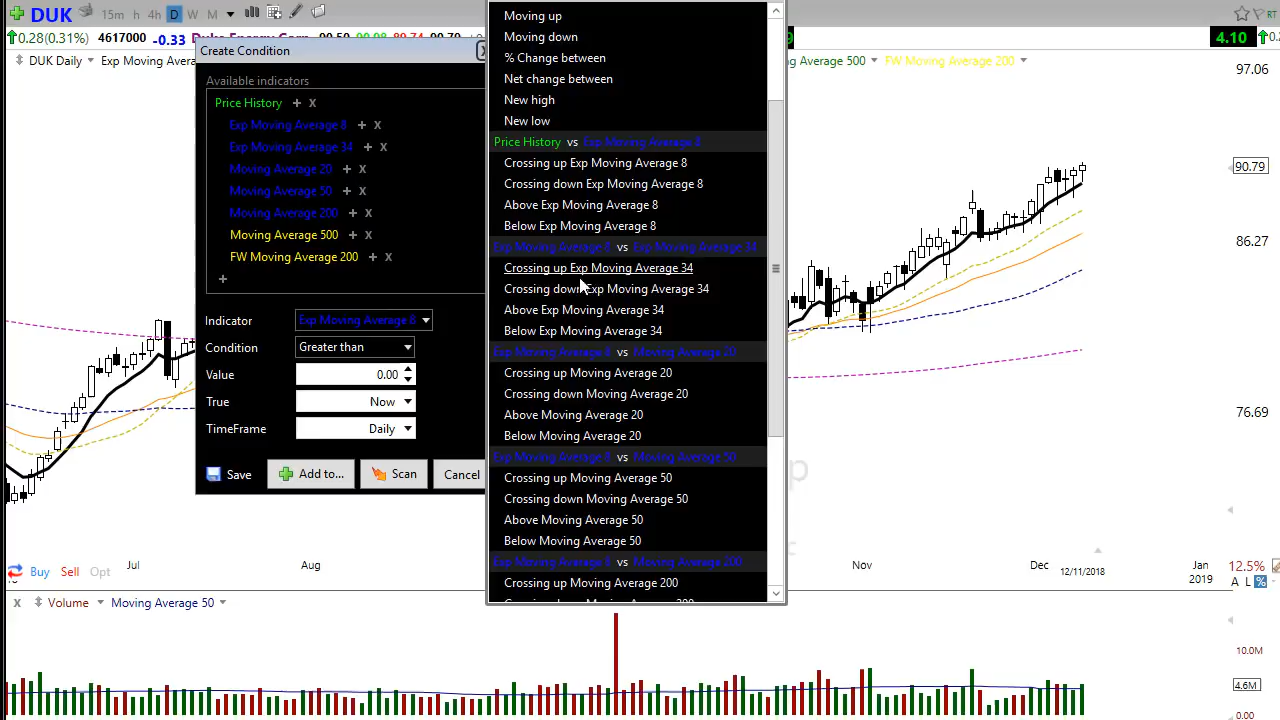 DUK 15m h 4h D W M
0.28(0.31%) 4617000 -0.33
4.10
RT
DUK Daily Exp Moving Avera
ng Average 500 FW Moving Average 200
Create Condition
Available indicators
Price History + X
Exp Moving Average 8 + X
Exp Moving Average 34 + X
Moving Average 20 + X
Moving Average 50 + X
Moving Average 200 + X
Moving Average 500 + X
FW Moving Average 200 + X
+
Indicator Exp Moving Average 8
Condition Greater than
Value 0.00
True Now
TimeFrame Daily
Save Add to... Scan Cancel
Moving up
Moving down
% Change between
Net change between
New high
New low
Price History vs Exp Moving Average 8
Crossing up Exp Moving Average 8
Crossing down Exp Moving Average 8
Above Exp Moving Average 8
Below Exp Moving Average 8
Exp Moving Average 8 vs Exp Moving Average 34
Crossing up Exp Moving Average 34
Crossing down Exp Moving Average 34
Above Exp Moving Average 34
Below Exp Moving Average 34
Exp Moving Average 8 vs Moving Average 20
Crossing up Moving Average 20
Crossing down Moving Average 20
Above Moving Average 20
Below Moving Average 20
Exp Moving Average 8 vs Moving Average 50
Crossing up Moving Average 50
Crossing down Moving Average 50
Above Moving Average 50
Below Moving Average 50
Exp Moving Average 8 vs Moving Average 200
Crossing up Moving Average 200
97.06
90.79
86.27
76.69
Buy Sell Opt
Jul Aug Nov Dec 12/11/2018 Jan 2019
12.5%
A L %
X Volume Moving Average 50
10.0M
4.6M
0.00